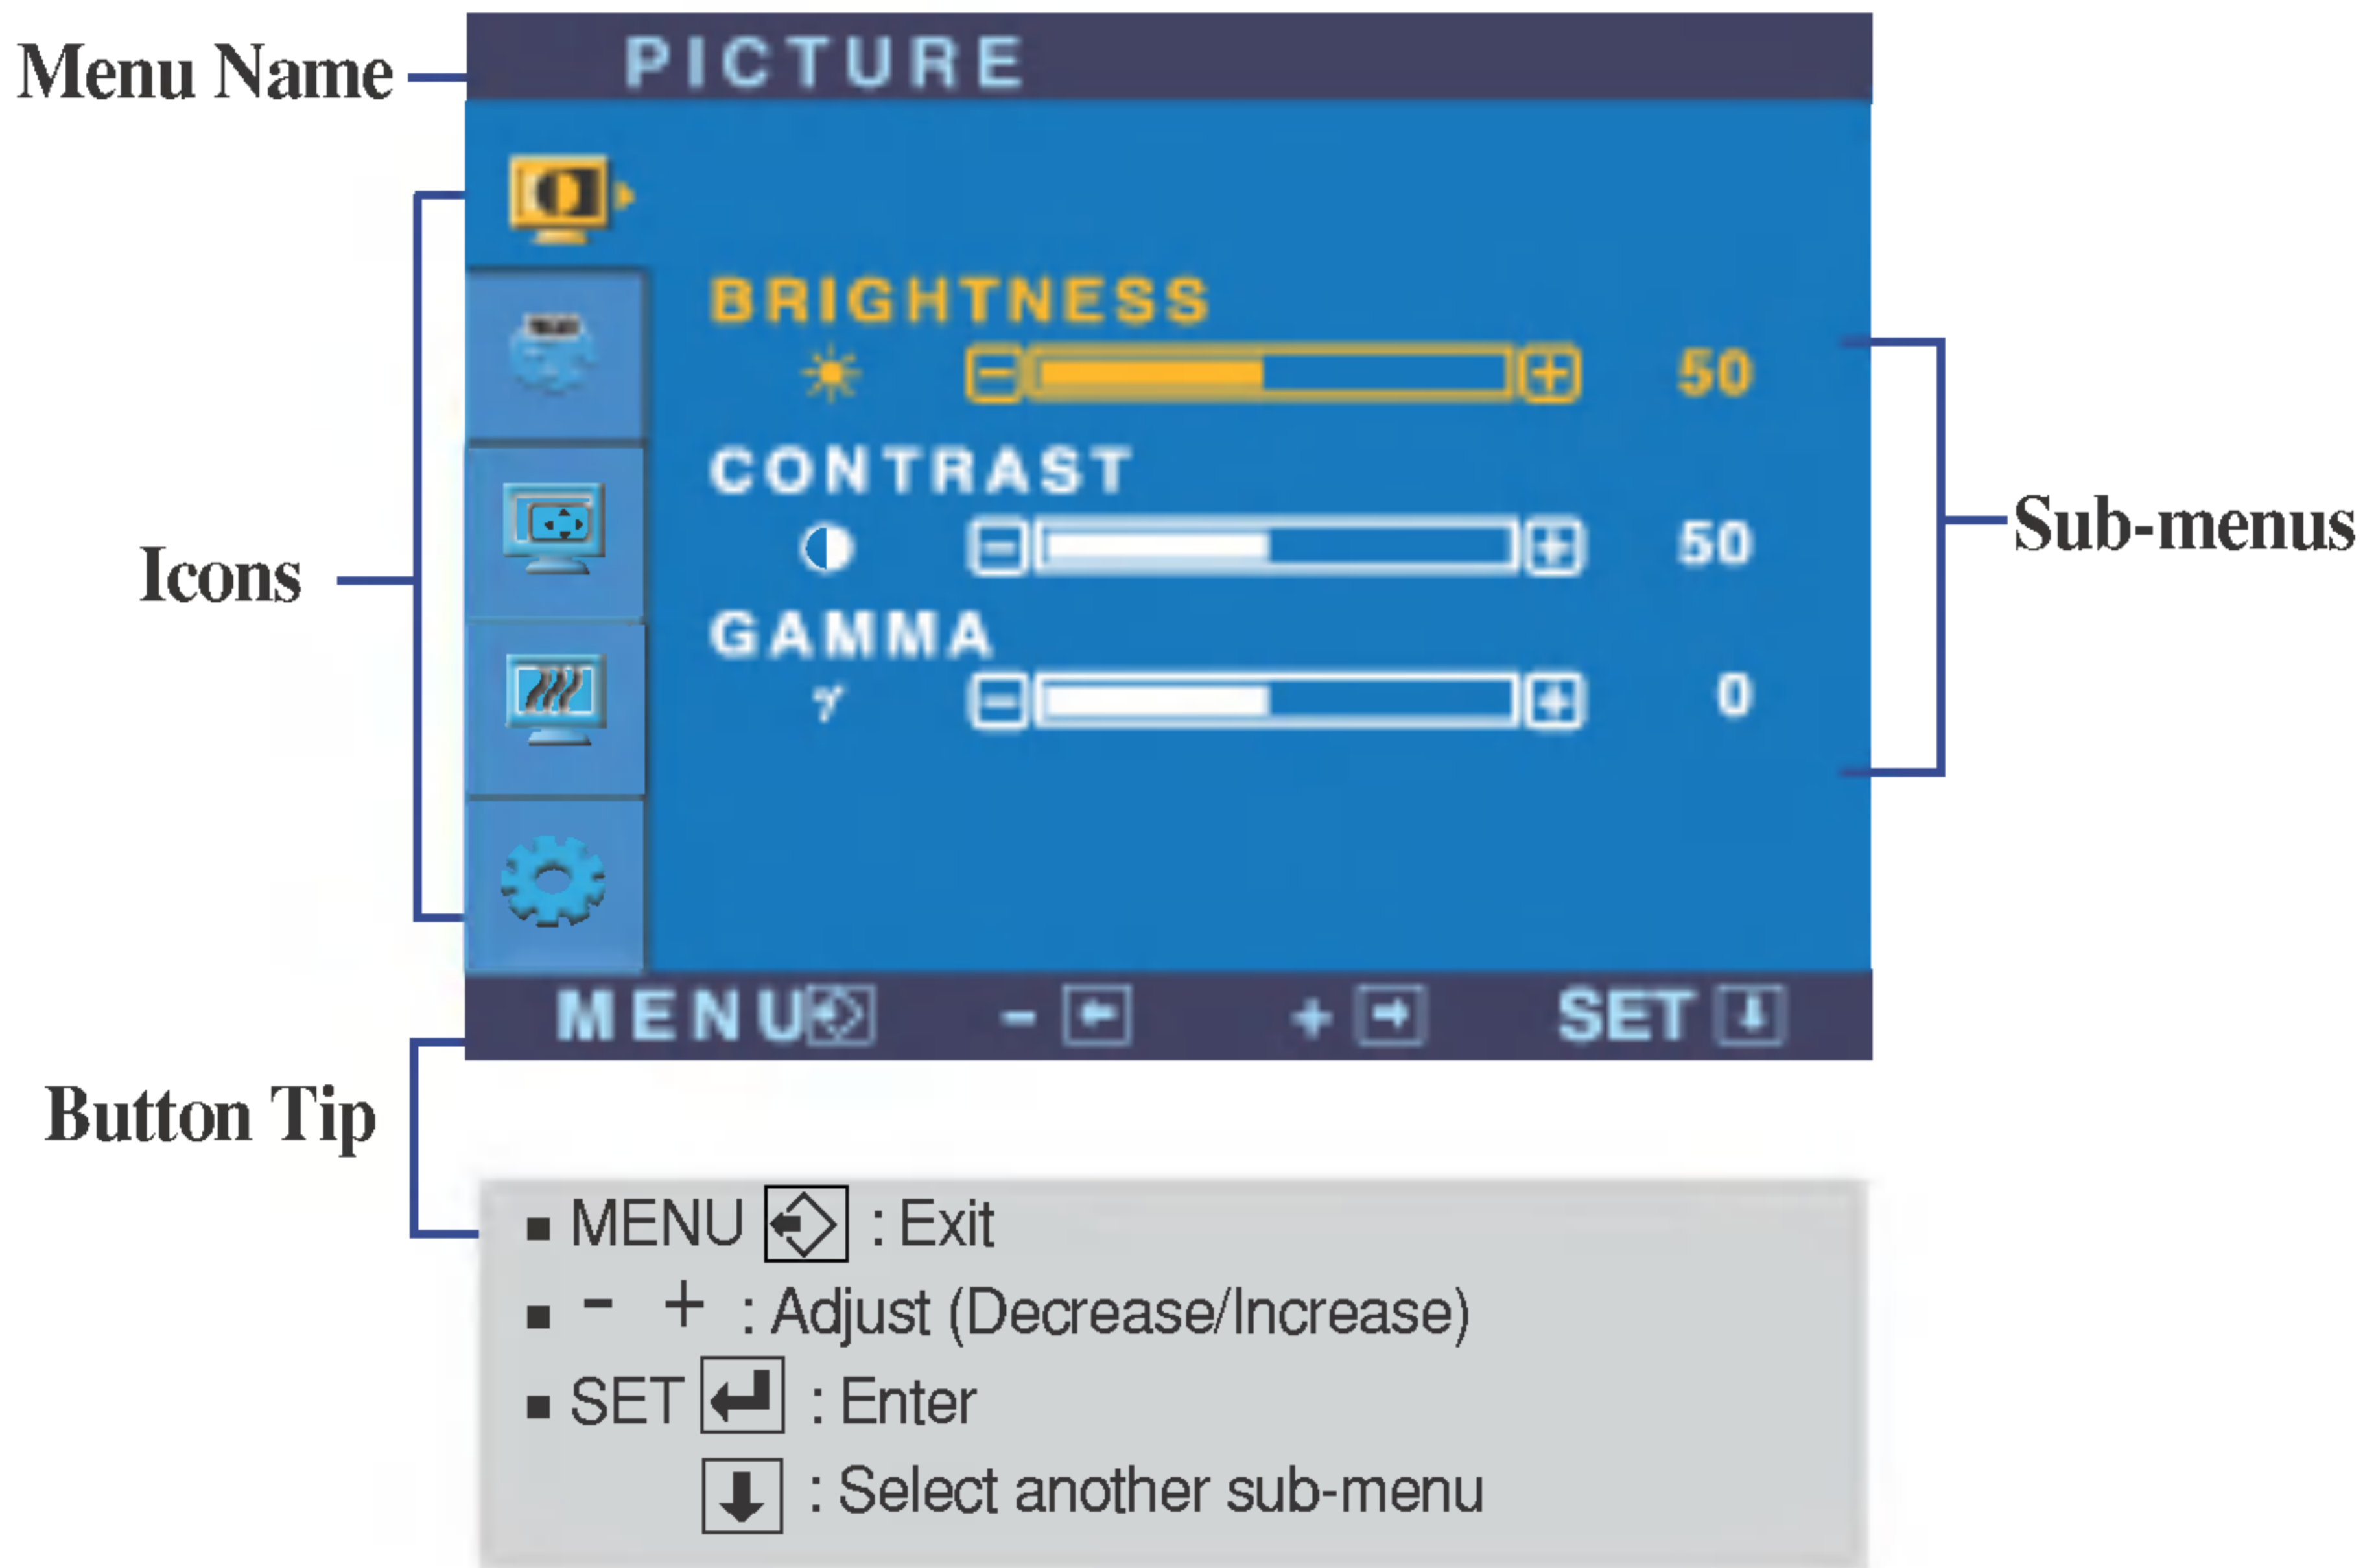 Menu Name
PICTURE
BRIGHTNESS
50
CONTRAST
50
Sub-menus
Icons
GAMMA
γ
0
MENU - + SET
Button Tip
■ MENU : Exit
■ - + : Adjust (Decrease/Increase)
■ SET : Enter
: Select another sub-menu